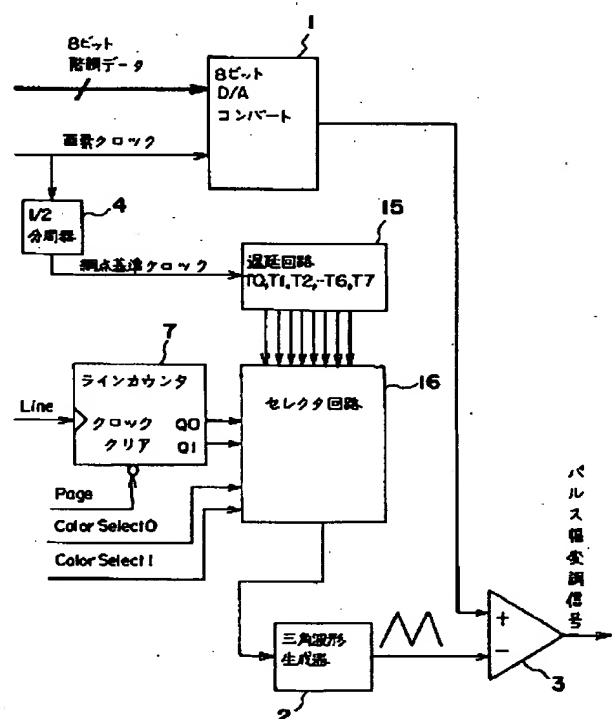 1
8ビット
階調データ
8ビット
D/A
コンバート
画素クロック
4
1/2
分周器
網点基準クロック
15
遅延回路
T0,T1,T2,--T6,T7
7
ラインカウンタ
Line
クロック Q0
クリア Q1
16
セレクタ回路
Page
Color Select0
Color Select1
パルス幅変調信号
三角波形
生成器
2
+
−
3